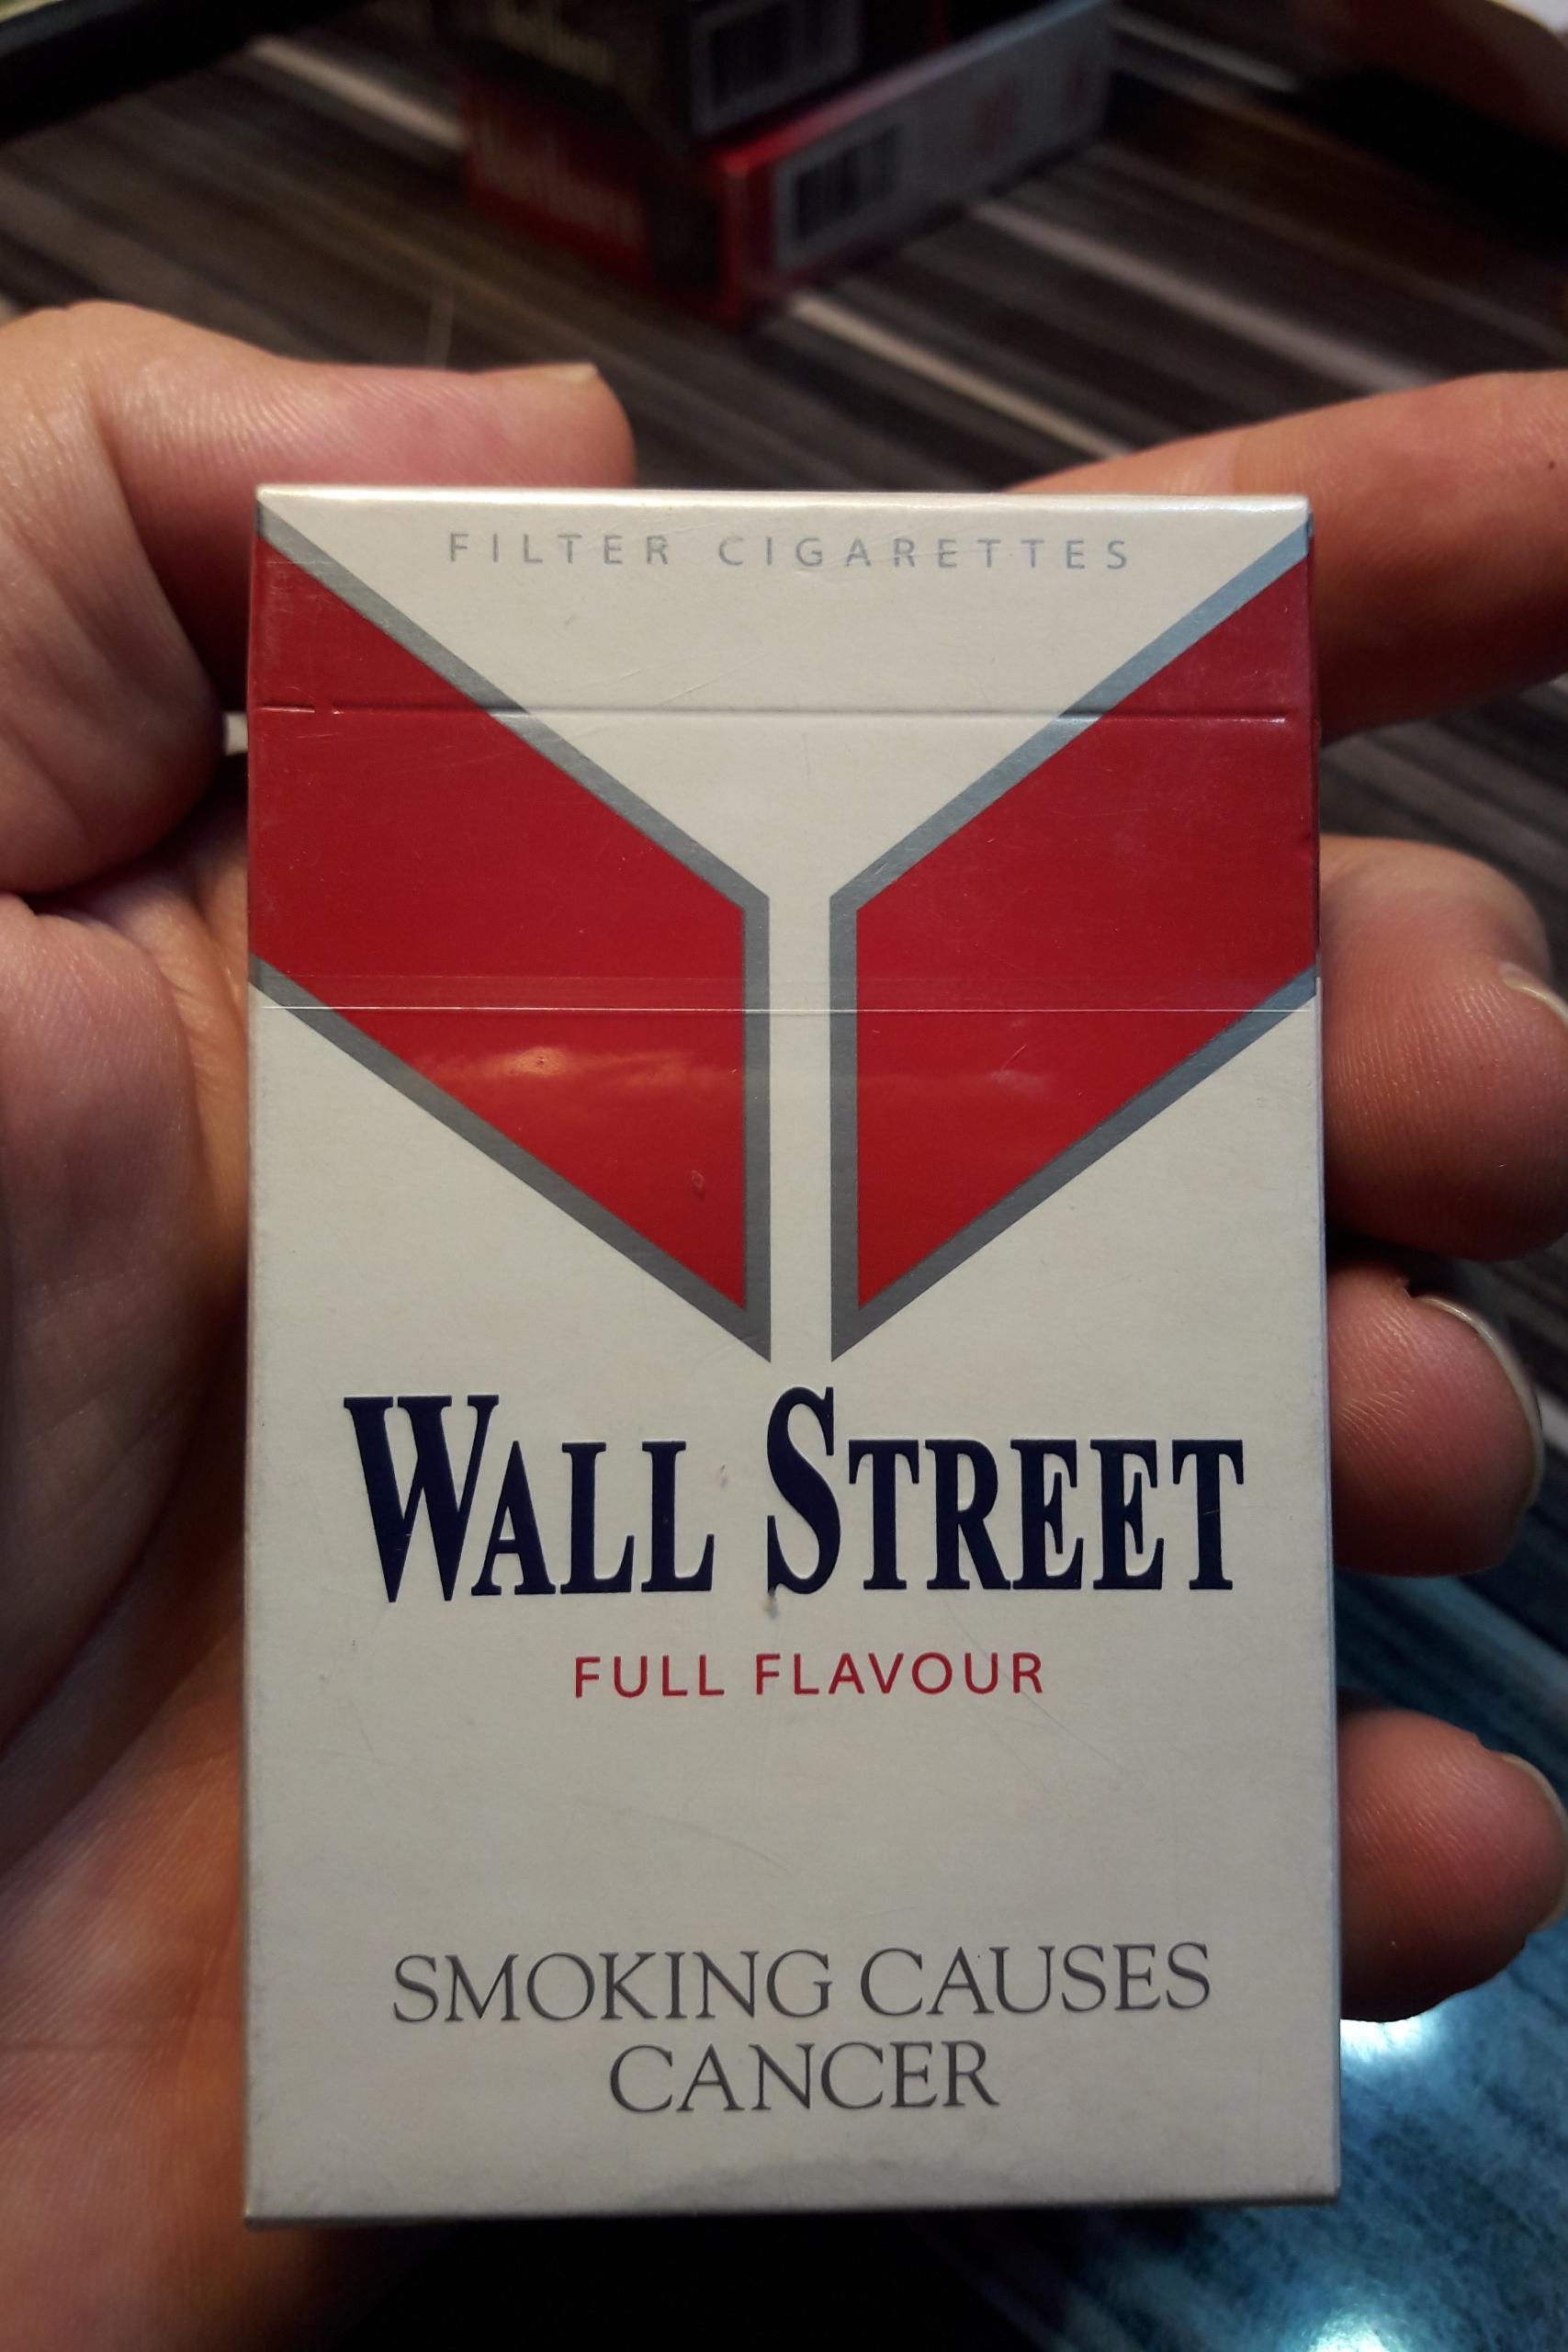 FILTER CIGARETTES
WALL STREET
FULL FLAVOUR
SMOKING CAUSES
CANCER